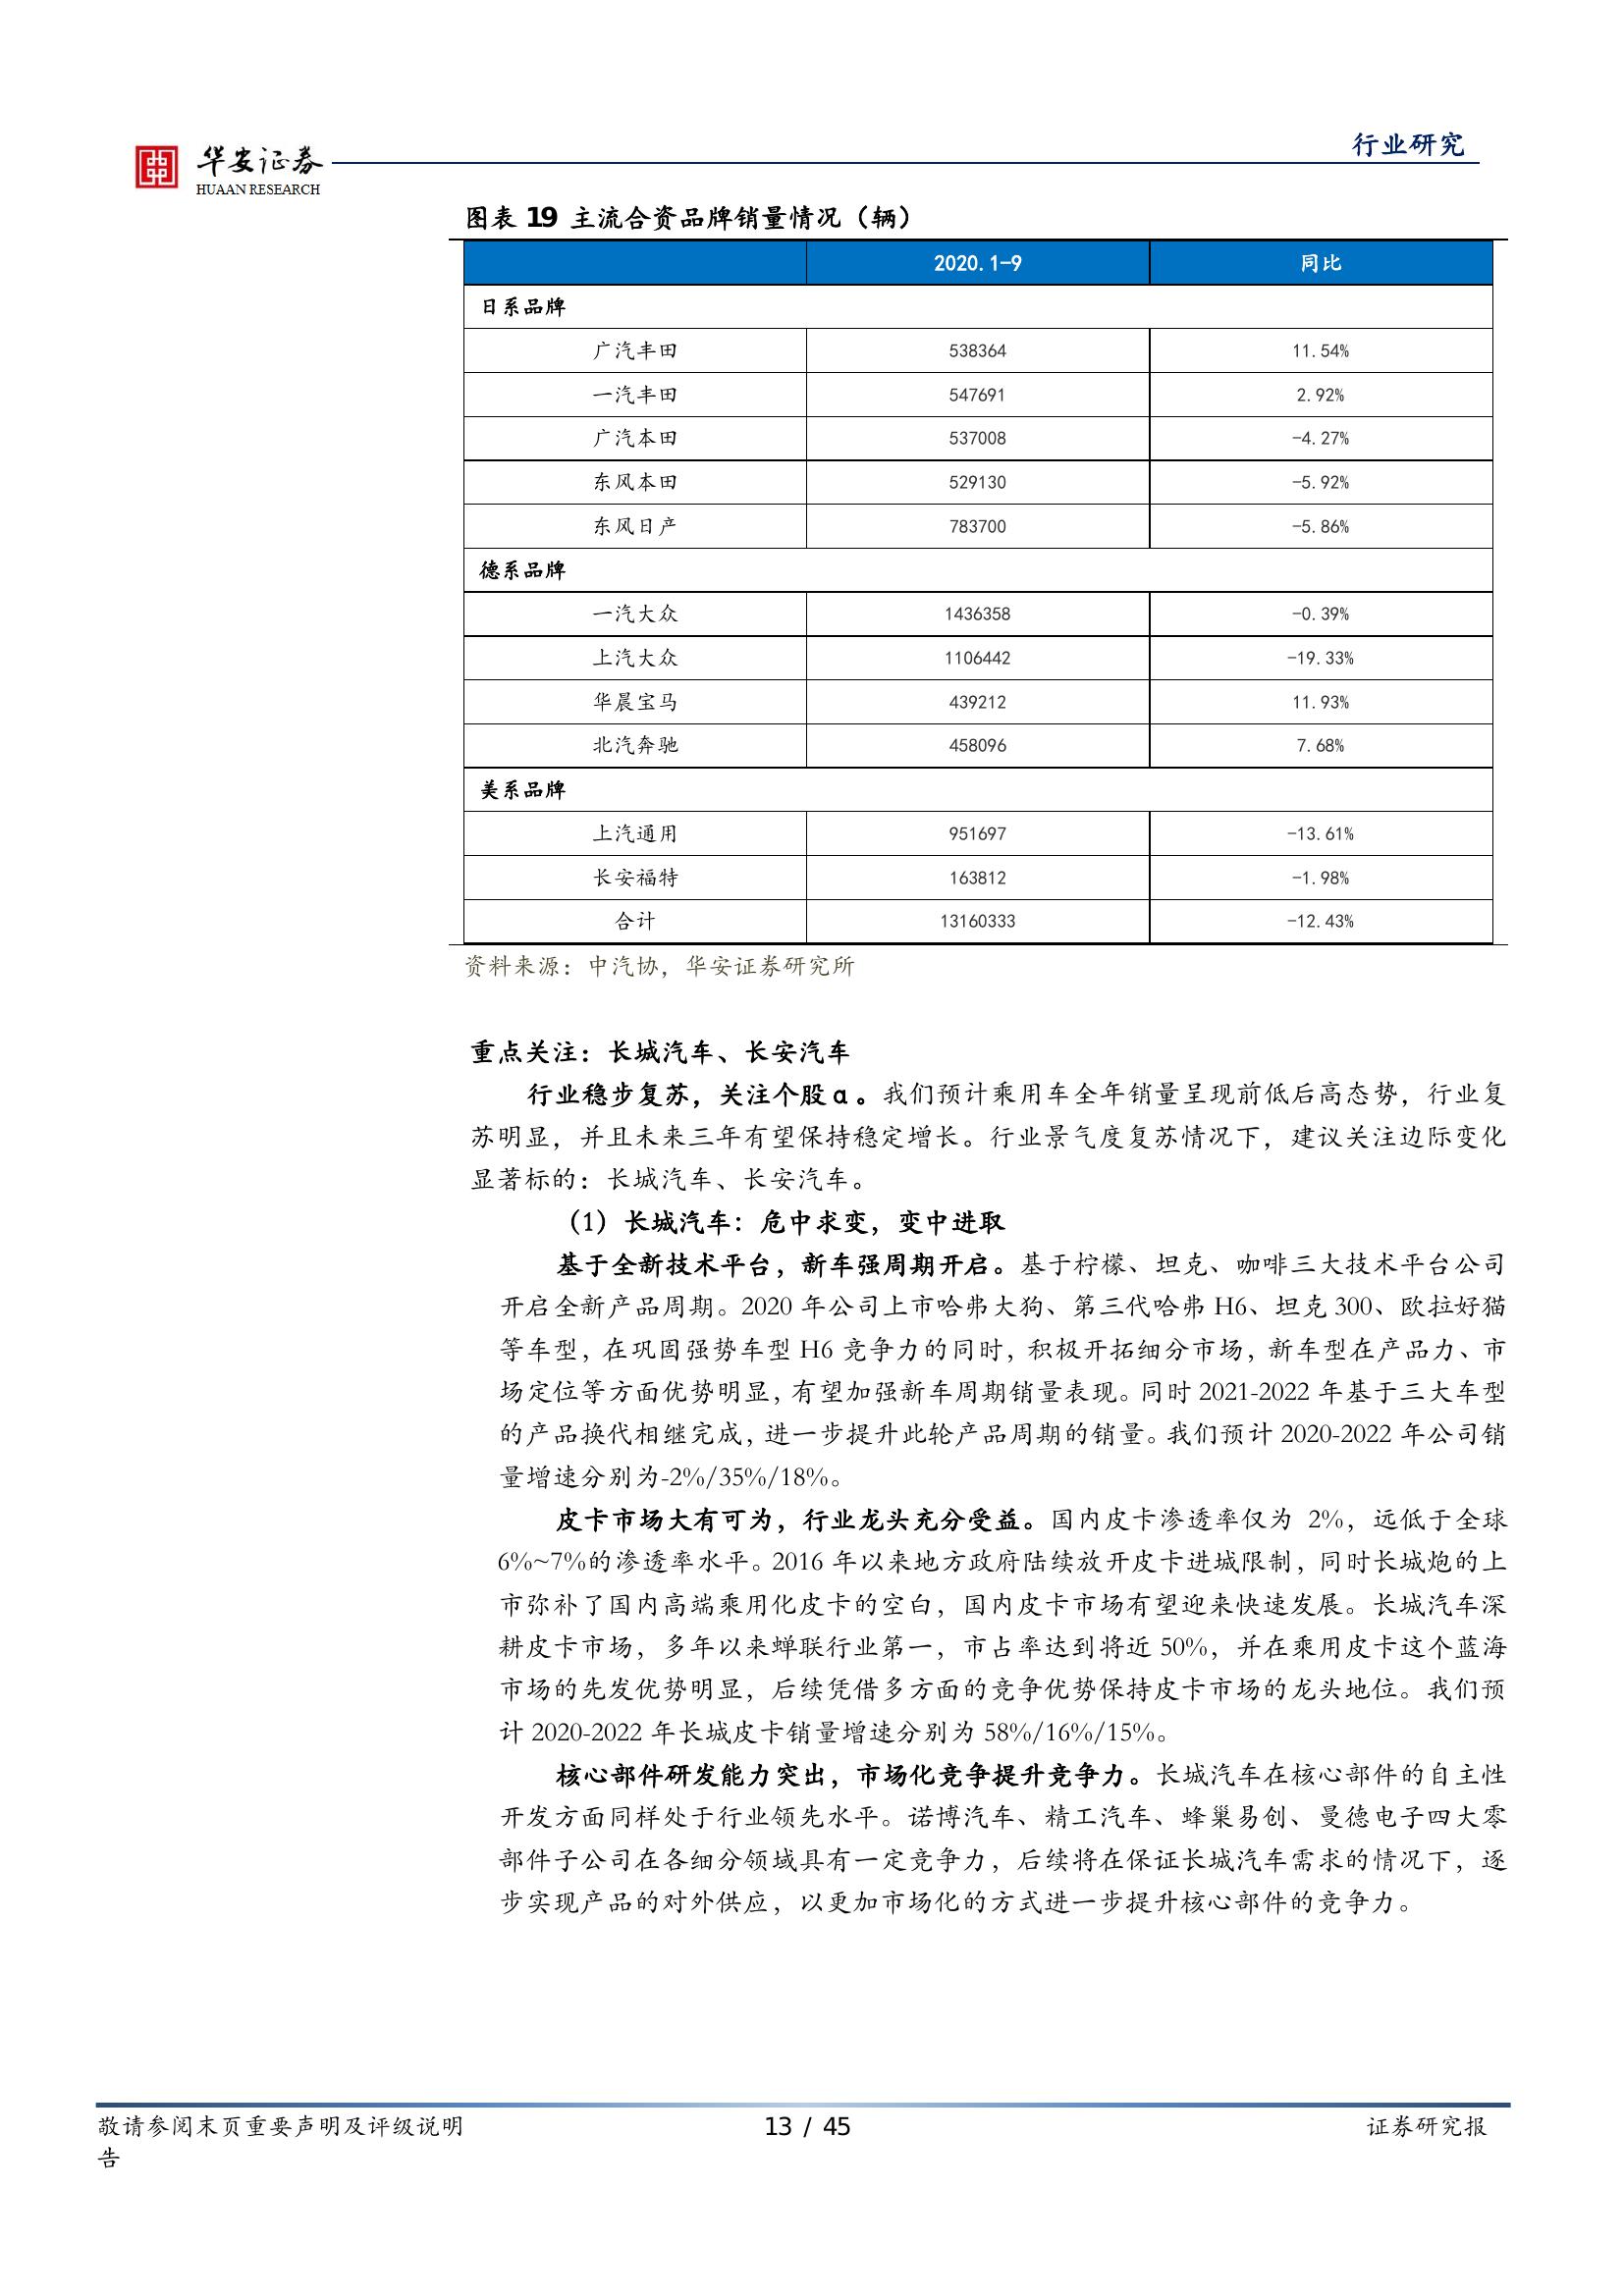 行业研究
华安证券
HUAAN RESEARCH
图表 19 主流合资品牌销量情况（辆）
2020.1-9 同比
日系品牌
广汽丰田 538364 11.54%
一汽丰田 547691 2.92%
广汽本田 537008 -4.27%
东风本田 529130 -5.92%
东风日产 783700 -5.86%
德系品牌
一汽大众 1436358 -0.39%
上汽大众 1106442 -19.33%
华晨宝马 439212 11.93%
北汽奔驰 458096 7.68%
美系品牌
上汽通用 951697 -13.61%
长安福特 163812 -1.98%
合计 13160333 -12.43%
资料来源：中汽协，华安证券研究所
重点关注：长城汽车、长安汽车
行业稳步复苏，关注个股α。我们预计乘用车全年销量呈现前低后高态势，行业复
苏明显，并且未来三年有望保持稳定增长。行业景气度复苏情况下，建议关注边际变化
显著标的：长城汽车、长安汽车。
（1）长城汽车：危中求变，变中进取
基于全新技术平台，新车强周期开启。基于柠檬、坦克、咖啡三大技术平台公司
开启全新产品周期。2020 年公司上市哈弗大狗、第三代哈弗 H6、坦克 300、欧拉好猫
等车型，在巩固强势车型 H6 竞争力的同时，积极开拓细分市场，新车型在产品力、市
场定位等方面优势明显，有望加强新车周期销量表现。同时 2021-2022 年基于三大车型
的产品换代相继完成，进一步提升此轮产品周期的销量。我们预计 2020-2022 年公司销
量增速分别为-2%/35%/18%。
皮卡市场大有可为，行业龙头充分受益。国内皮卡渗透率仅为 2%，远低于全球
6%~7%的渗透率水平。2016 年以来地方政府陆续放开皮卡进城限制，同时长城炮的上
市弥补了国内高端乘用化皮卡的空白，国内皮卡市场有望迎来快速发展。长城汽车深
耕皮卡市场，多年以来蝉联行业第一，市占率达到将近 50%，并在乘用皮卡这个蓝海
市场的先发优势明显，后续凭借多方面的竞争优势保持皮卡市场的龙头地位。我们预
计 2020-2022 年长城皮卡销量增速分别为 58%/16%/15%。
核心部件研发能力突出，市场化竞争提升竞争力。长城汽车在核心部件的自主性
开发方面同样处于行业领先水平。诺博汽车、精工汽车、蜂巢易创、曼德电子四大零
部件子公司在各细分领域具有一定竞争力，后续将在保证长城汽车需求的情况下，逐
步实现产品的对外供应，以更加市场化的方式进一步提升核心部件的竞争力。
敬请参阅末页重要声明及评级说明 13 / 45 证券研究报
告